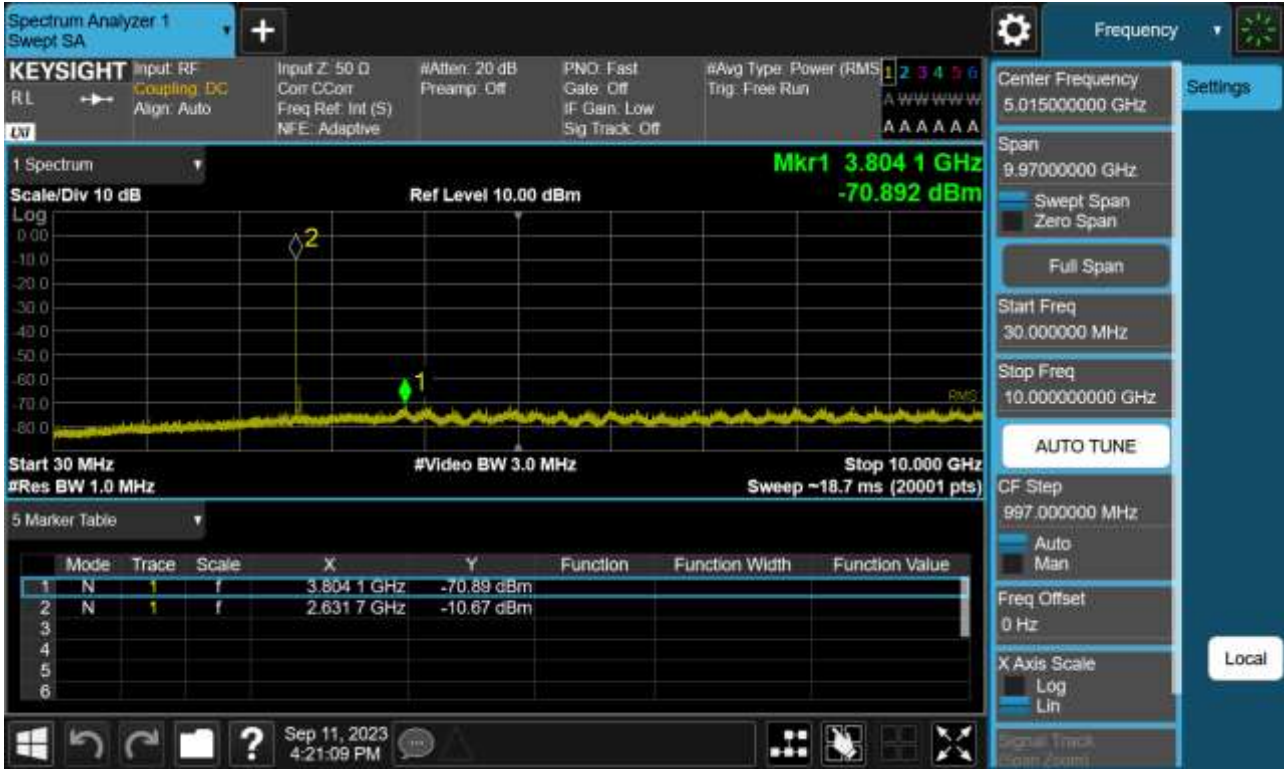 Spectrum Analyzer 1
Swept SA
+
Frequency
KEYSIGHT
RL
LXI
Input: RF
Coupling: DC
Align: Auto
Input Z: 50 Ω
Corr CCorr
Freq Ref: Int (S)
NFE: Adaptive
#Atten: 20 dB
Preamp: Off
PNO: Fast
Gate: Off
IF Gain: Low
Sig Track: Off
#Avg Type: Power (RMS
Trig: Free Run
1 2 3 4 5 6
A W W W W W
A A A A A A
1 Spectrum
Mkr1 3.804 1 GHz
-70.892 dBm
Scale/Div 10 dB
Ref Level 10.00 dBm
Log
0.00
-10.0
-20.0
-30.0
-40.0
-50.0
-60.0
-70.0
-80.0
2
1
RMS
Start 30 MHz
#Video BW 3.0 MHz
Stop 10.000 GHz
#Res BW 1.0 MHz
Sweep ~18.7 ms (20001 pts)
5 Marker Table
Mode Trace Scale X Y Function Function Width Function Value
1 N 1 f 3.804 1 GHz -70.89 dBm
2 N 1 f 2.631 7 GHz -10.67 dBm
3
4
5
6
Sep 11, 2023
4:21:09 PM
?
Center Frequency
5.015000000 GHz
Settings
Span
9.97000000 GHz
Swept Span
Zero Span
Full Span
Start Freq
30.000000 MHz
Stop Freq
10.000000000 GHz
AUTO TUNE
CF Step
997.000000 MHz
Auto
Man
Freq Offset
0 Hz
X Axis Scale
Log
Lin
Local
Signal Track
(Span Zoom)